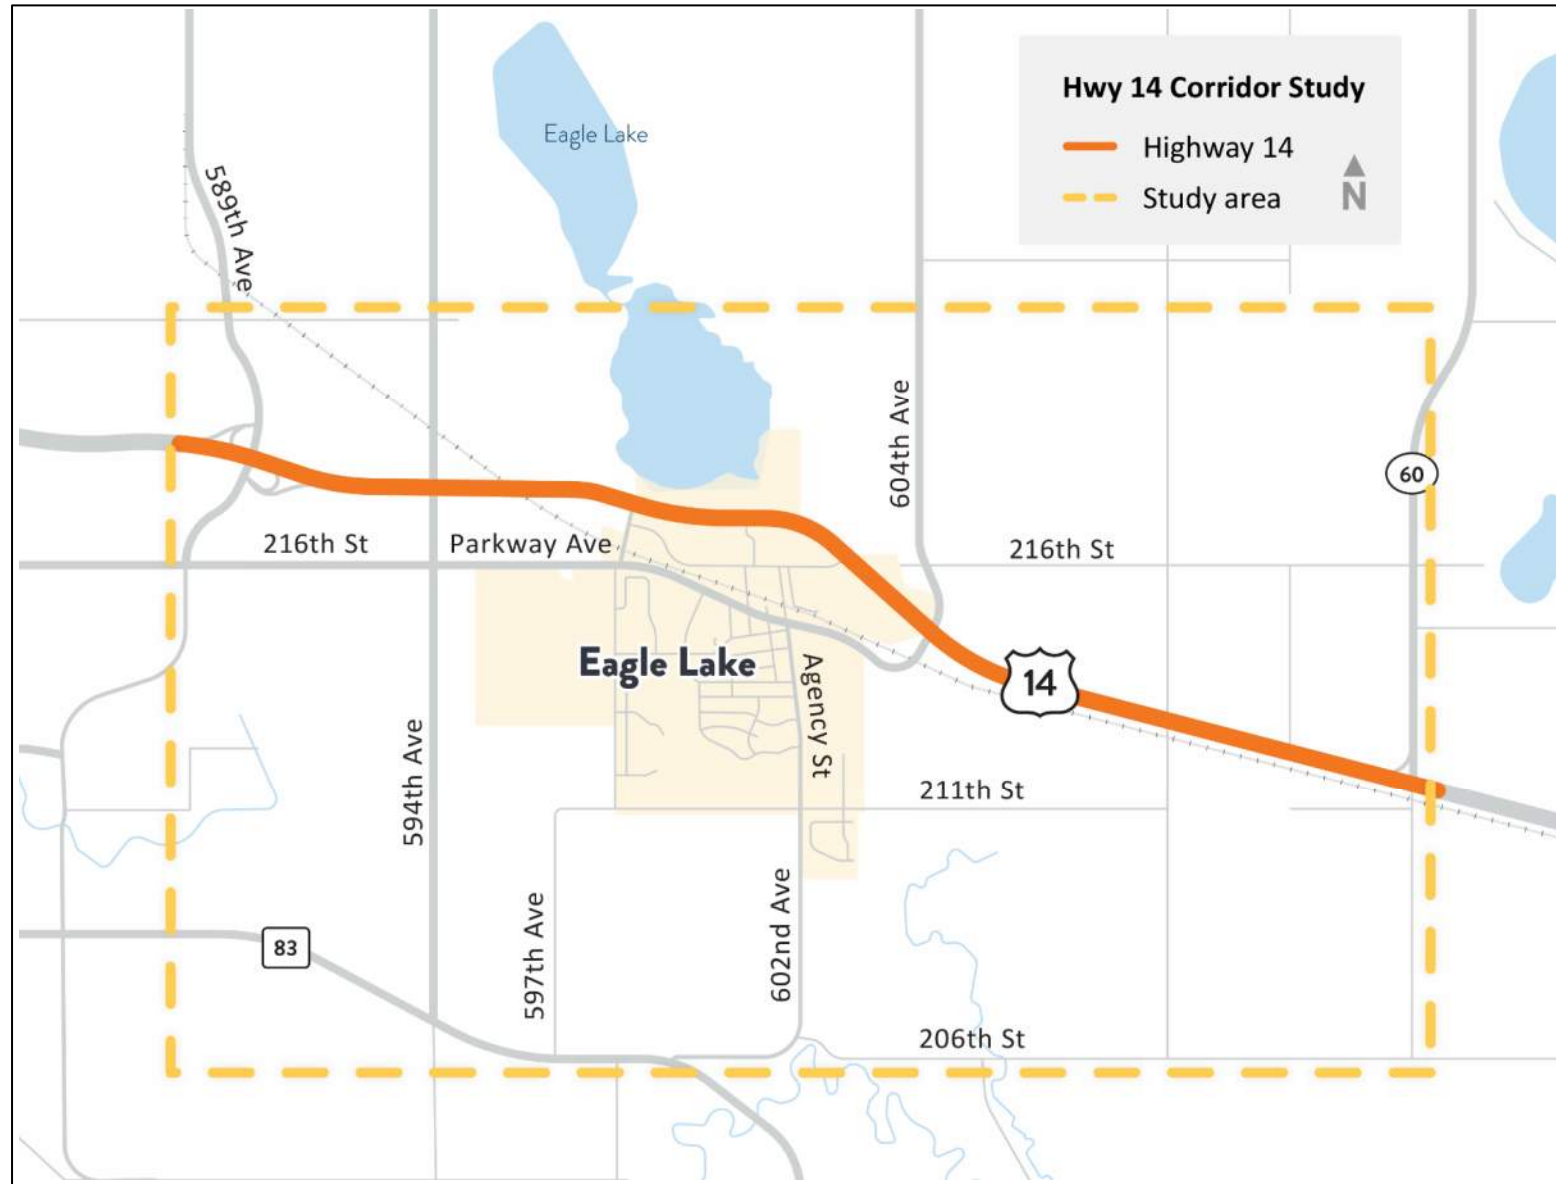 Hwy 14 Corridor Study
Highway 14
Study area
N
Eagle Lake
589th Ave
604th Ave
60
216th St
Parkway Ave
216th St
Eagle Lake
14
Agency St
594th Ave
211th St
83
597th Ave
602nd Ave
206th St